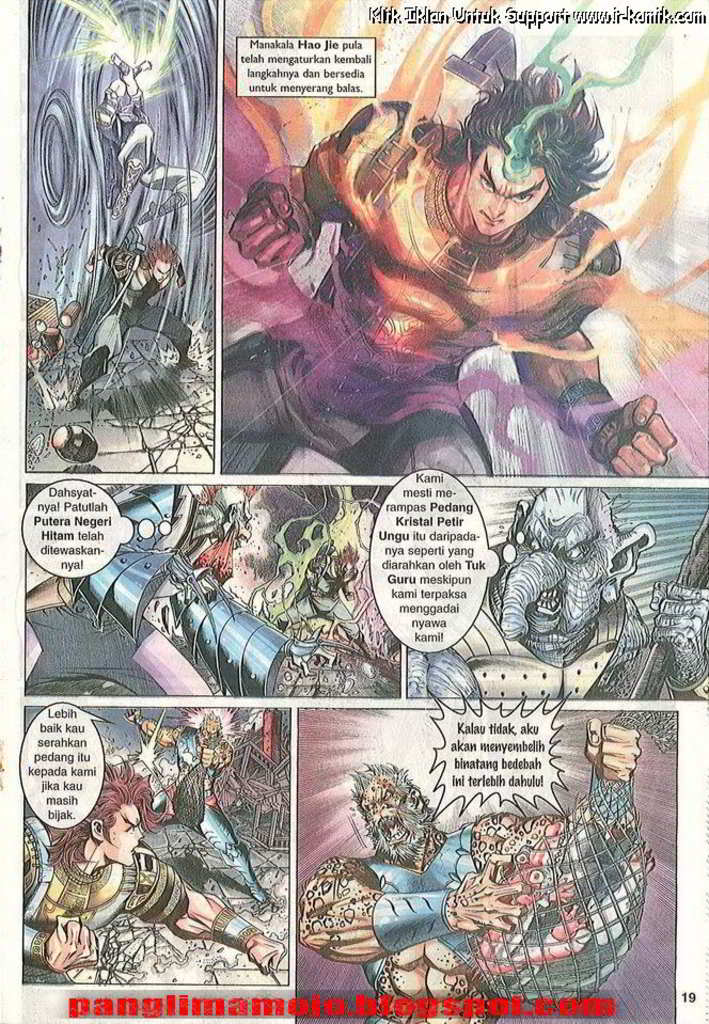 Klik Iklan Untuk Support www.ir-komik.com
Manakala Hao Jie pula
telah mengaturkan kembali
langkahnya dan bersedia
untuk menyerang balas.
Dahsyat-
nya! Patutlah
Putera Negeri
Hitam telah
ditewaskan-
nya!
Kami
mesti me-
rampas Pedang
Kristal Petir
Ungu itu daripada-
nya seperti yang
diarahkan oleh Tuk
Guru meskipun
kami terpaksa
menggadai
nyawa
kami!
Lebih
baik kau
serahkan
pedang itu
kepada kami
jika kau
masih
bijak.
Kalau tidak, aku
akan menyembelih
binatang bedebah
ini terlebih dahulu!
19
panglimamojo.blogspot.com